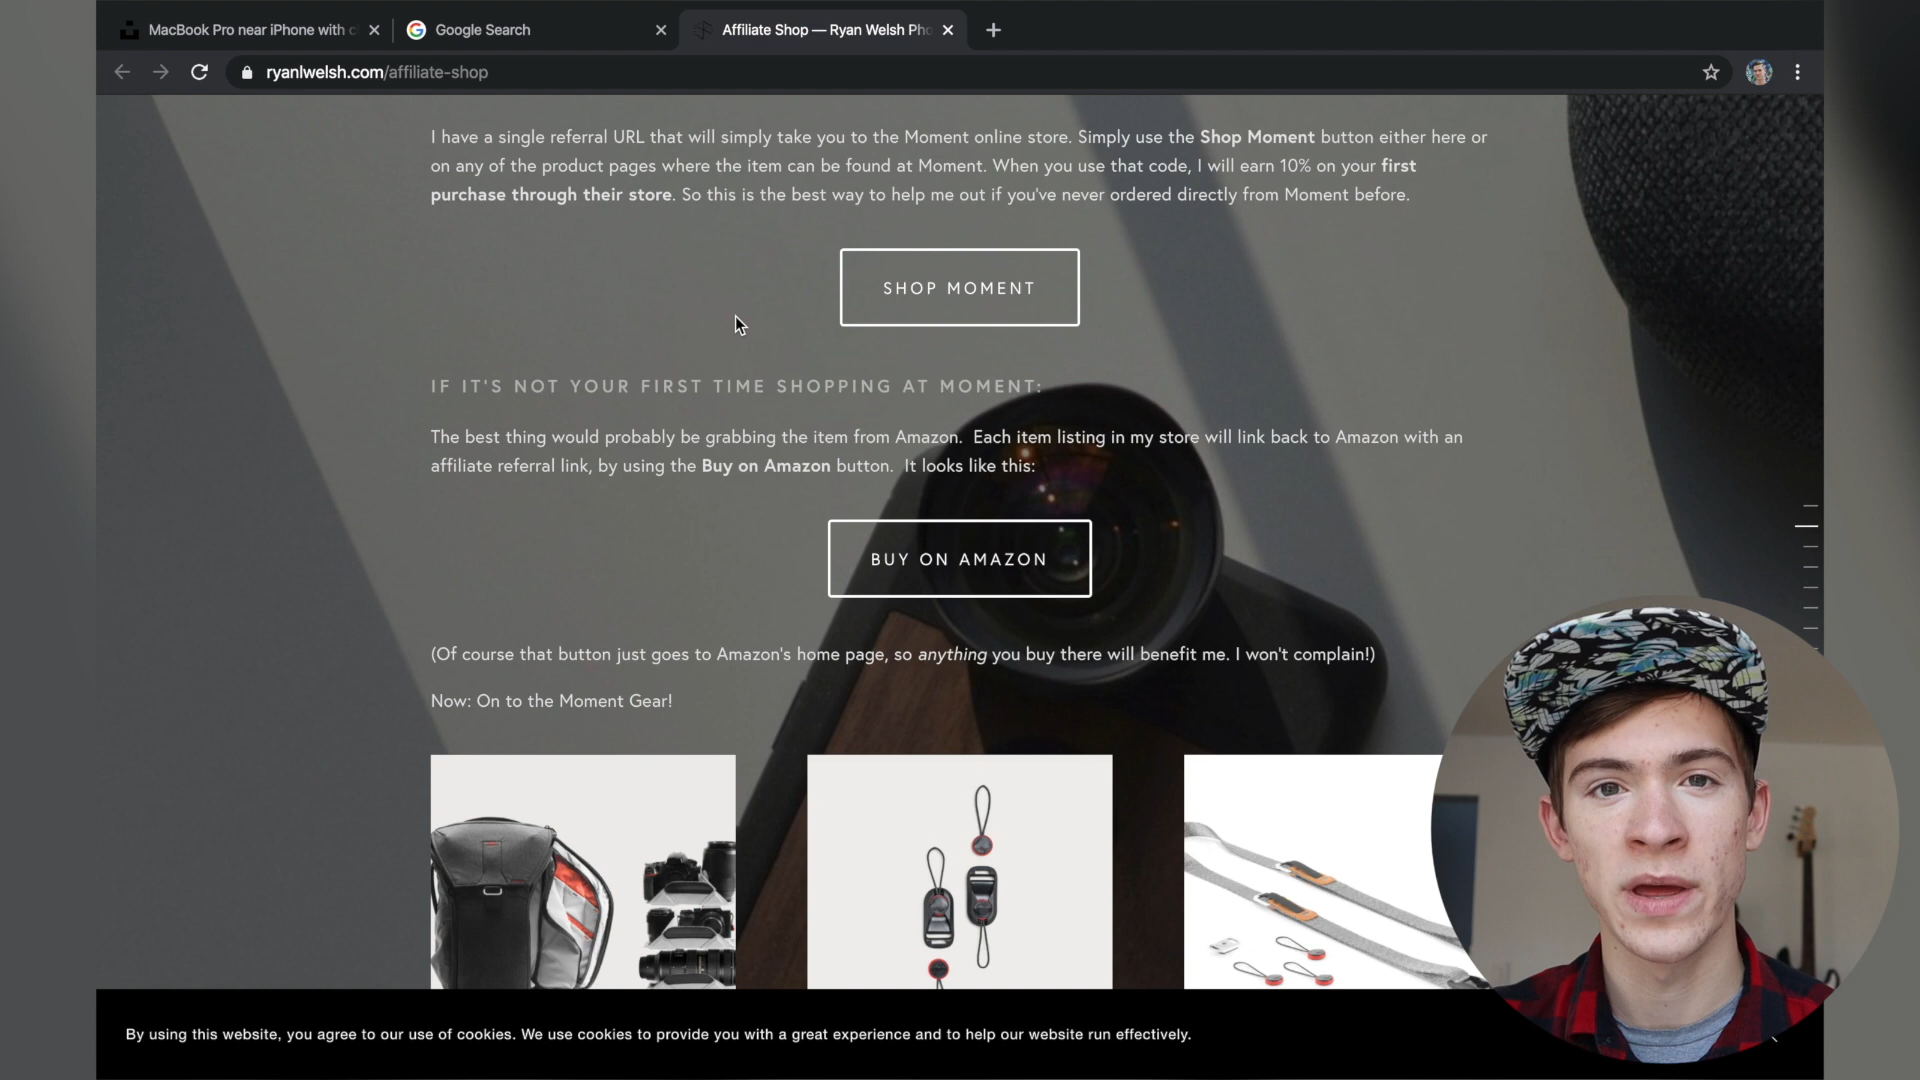 MacBook Pro near iPhone with c
Google Search
Affiliate Shop — Ryan Welsh Pho
ryanlwelsh.com/affiliate-shop
I have a single referral URL that will simply take you to the Moment online store. Simply use the Shop Moment button either here or
on any of the product pages where the item can be found at Moment. When you use that code, I will earn 10% on your first
purchase through their store. So this is the best way to help me out if you've never ordered directly from Moment before.
SHOP MOMENT
IF IT'S NOT YOUR FIRST TIME SHOPPING AT MOMENT:
The best thing would probably be grabbing the item from Amazon. Each item listing in my store will link back to Amazon with an
affiliate referral link, by using the Buy on Amazon button. It looks like this:
BUY ON AMAZON
(Of course that button just goes to Amazon's home page, so anything you buy there will benefit me. I won't complain!)
Now: On to the Moment Gear!
By using this website, you agree to our use of cookies. We use cookies to provide you with a great experience and to help our website run effectively.